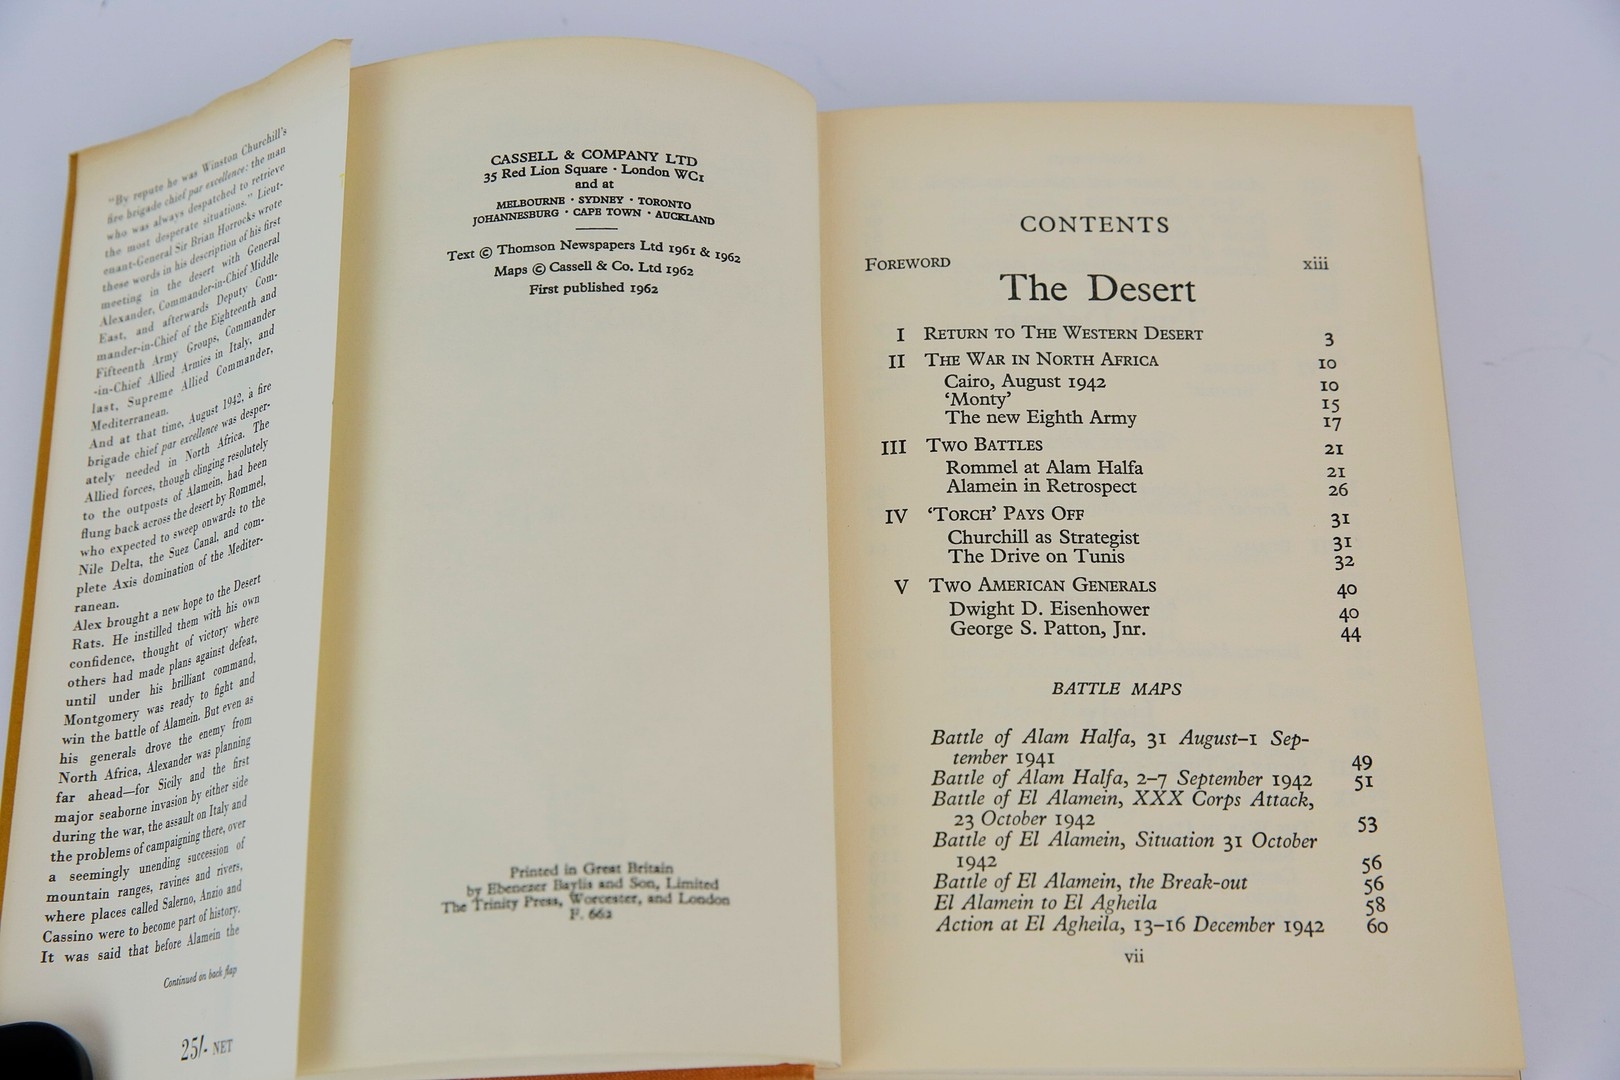 "By repute he was Winston Churchill's
fire brigade chief par excellence: the man
who was always despatched to retrieve
the most desperate situations." Lieut-
enant-General Sir Brian Horrocks wrote
these words in his description of his first
meeting in the desert with General
Alexander, Commander-in-Chief Middle
East, and afterwards Deputy Com-
mander-in-Chief of the Eighteenth and
Fifteenth Army Groups, Commander
-in-Chief Allied Armies in Italy, and
last, Supreme Allied Commander,
Mediterranean.
And at that time, August 1942, a fire
brigade chief par excellence was desper-
ately needed in North Africa. The
Allied forces, though clinging resolutely
to the outposts of Alamein, had been
flung back across the desert by Rommel,
who expected to sweep onwards to the
Nile Delta, the Suez Canal, and com-
plete Axis domination of the Mediter-
ranean.
Alex brought a new hope to the Desert
Rats. He instilled them with his own
confidence, thought of victory where
others had made plans against defeat,
until under his brilliant command,
Montgomery was ready to fight and
win the battle of Alamein. But even as
his generals drove the enemy from
North Africa, Alexander was planning
far ahead—for Sicily and the first
major seaborne invasion by either side
during the war, the assault on Italy and
the problems of campaigning there, over
a seemingly unending succession of
mountain ranges, ravines and rivers,
where places called Salerno, Anzio and
Cassino were to become part of history.
It was said that before Alamein the
Continued on back flap
25/- NET
CASSELL & COMPANY LTD
35 Red Lion Square · London WC1
and at
MELBOURNE · SYDNEY · TORONTO
JOHANNESBURG · CAPE TOWN · AUCKLAND
Text © Thomson Newspapers Ltd 1961 & 1962
Maps © Cassell & Co. Ltd 1962
First published 1962
Printed in Great Britain
by Ebenezer Baylis and Son, Limited
The Trinity Press, Worcester, and London
F. 662
CONTENTS
FOREWORD xiii
The Desert
I RETURN TO THE WESTERN DESERT 3
II THE WAR IN NORTH AFRICA 10
Cairo, August 1942 10
'Monty' 15
The new Eighth Army 17
III TWO BATTLES 21
Rommel at Alam Halfa 21
Alamein in Retrospect 26
IV 'TORCH' PAYS OFF 31
Churchill as Strategist 31
The Drive on Tunis 32
V TWO AMERICAN GENERALS 40
Dwight D. Eisenhower 40
George S. Patton, Jnr. 44
BATTLE MAPS
Battle of Alam Halfa, 31 August–1 Sep-
tember 1941 49
Battle of Alam Halfa, 2–7 September 1942 51
Battle of El Alamein, XXX Corps Attack,
23 October 1942 53
Battle of El Alamein, Situation 31 October
1942 56
Battle of El Alamein, the Break-out 56
El Alamein to El Agheila 58
Action at El Agheila, 13–16 December 1942 60
vii